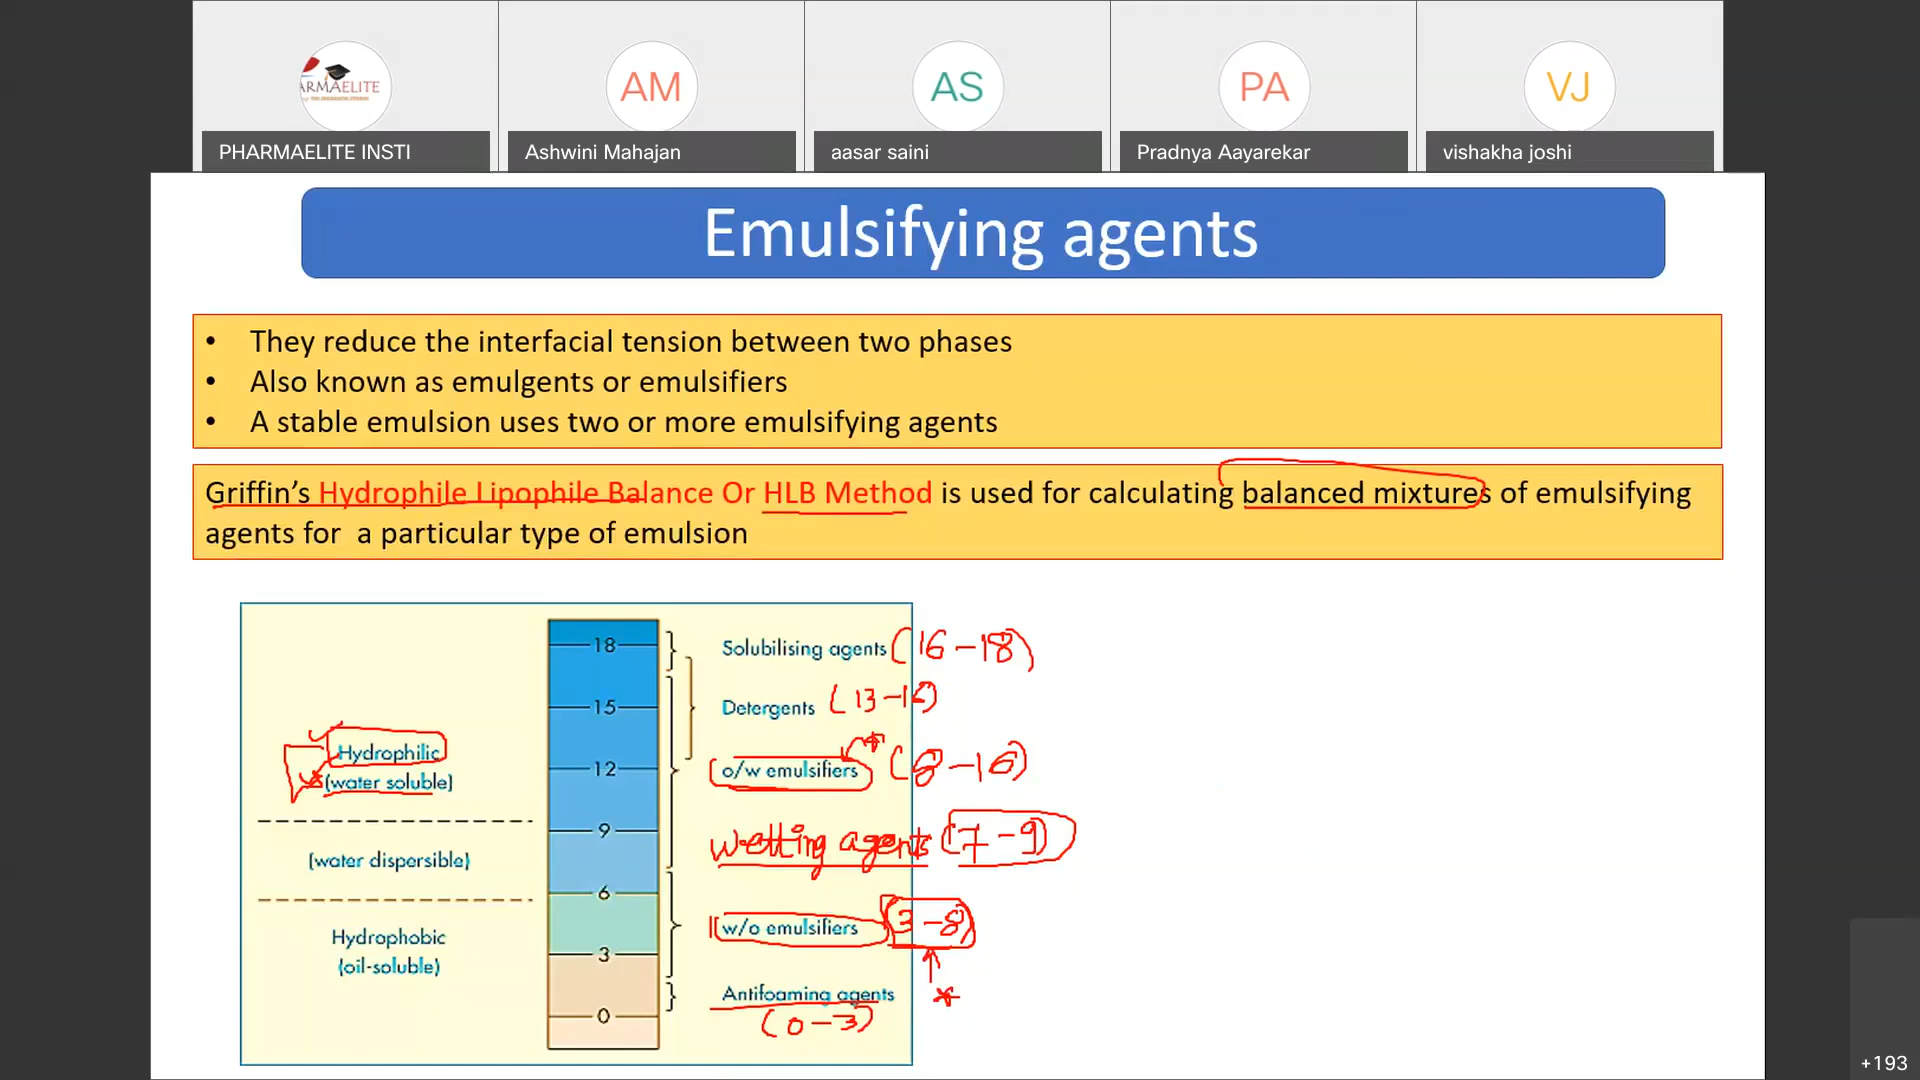 ARMAELITE
AM
AS
PA
VJ
PHARMAELITE INSTI
Ashwini Mahajan
aasar saini
Pradnya Aayarekar
vishakha joshi
Emulsifying agents
• They reduce the interfacial tension between two phases
• Also known as emulgents or emulsifiers
• A stable emulsion uses two or more emulsifying agents
Griffin's Hydrophile Lipophile Balance Or HLB Method is used for calculating balanced mixtures of emulsifying
agents for a particular type of emulsion
18
Solubilising agents (16-18)
15
Detergents (13-16)
Hydrophilic
(water soluble)
12
o/w emulsifiers (8-16)
9
wetting agents (7-9)
(water dispersible)
6
w/o emulsifiers (3-8)
Hydrophobic
(oil-soluble)
3
Antifoaming agents
(0-3)
0
+193